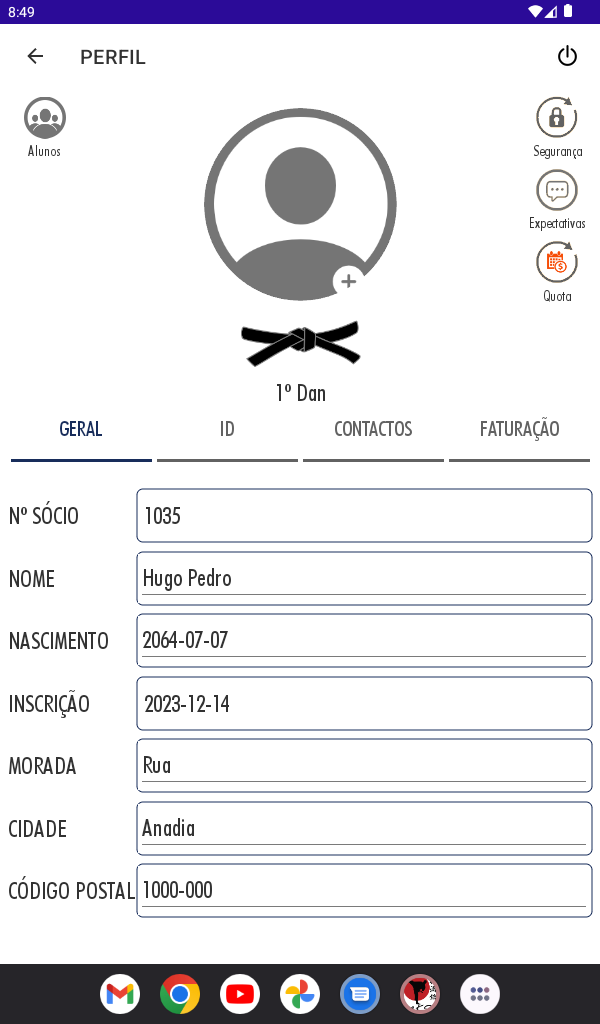 8:49
PERFIL
Alunos
Segurança
Expectativas
Quota
1º Dan
GERAL ID CONTACTOS FATURAÇÃO
Nº SÓCIO 1035
NOME Hugo Pedro
NASCIMENTO 2064-07-07
INSCRIÇÃO 2023-12-14
MORADA Rua
CIDADE Anadia
CÓDIGO POSTAL 1000-000